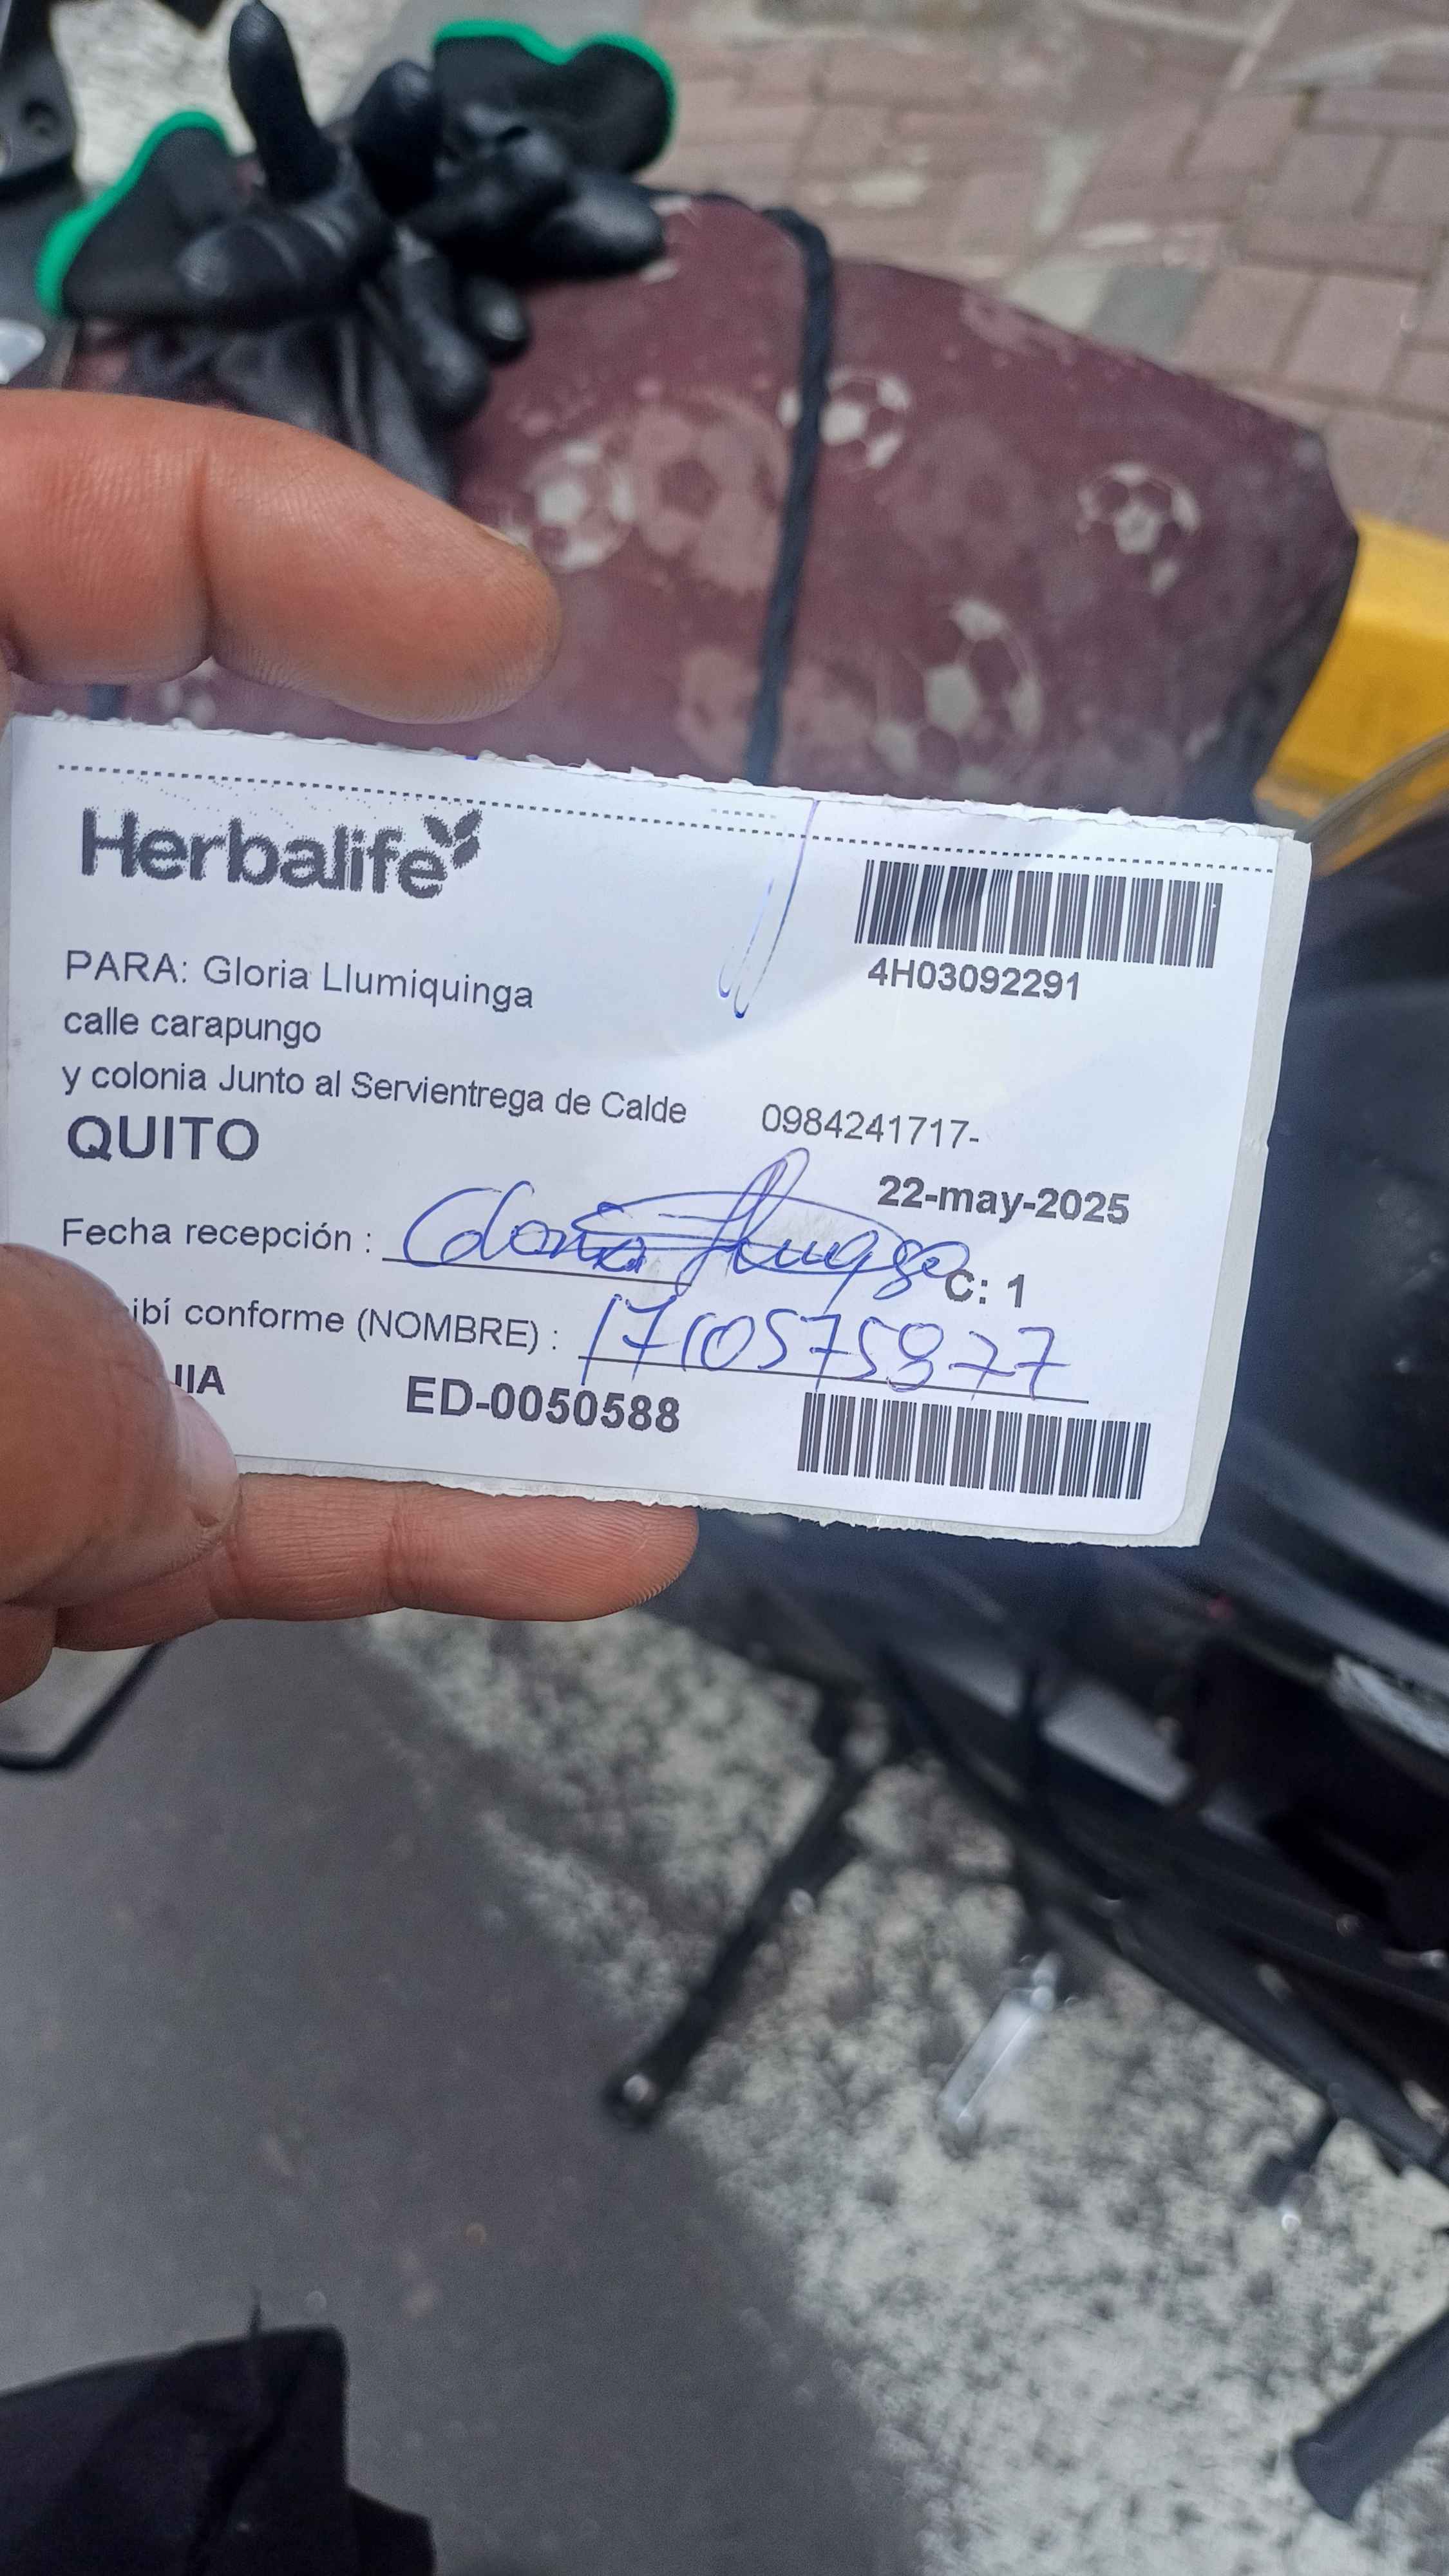 Herbalife
4H03092291
PARA: Gloria Llumiquinga
calle carapungo
y colonia Junto al Servientrega de Calde
0984241717-
QUITO
22-may-2025
Fecha recepción :
C: 1
ibí conforme (NOMBRE) : 1710575877
ED-0050588